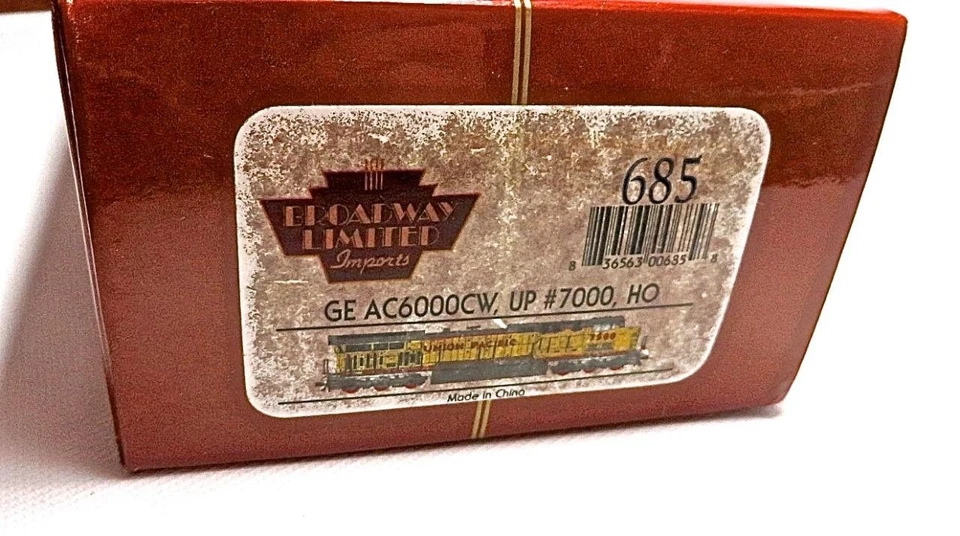 BROADWAY
LIMITED
Imports
685
8 36563 00685 8
GE AC6000CW, UP #7000, HO
UNION PACIFIC
Made in China